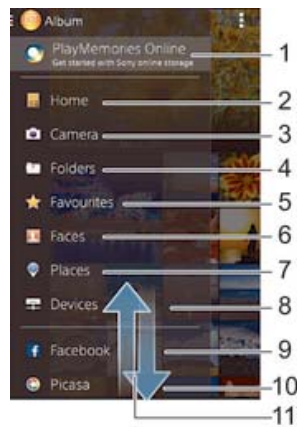 Album
PlayMemories Online 1
Get started with Sony online storage
Home 2
Camera 3
Folders 4
Favourites 5
Faces 6
Places 7
Devices 8
Facebook 9
Picasa 10
11